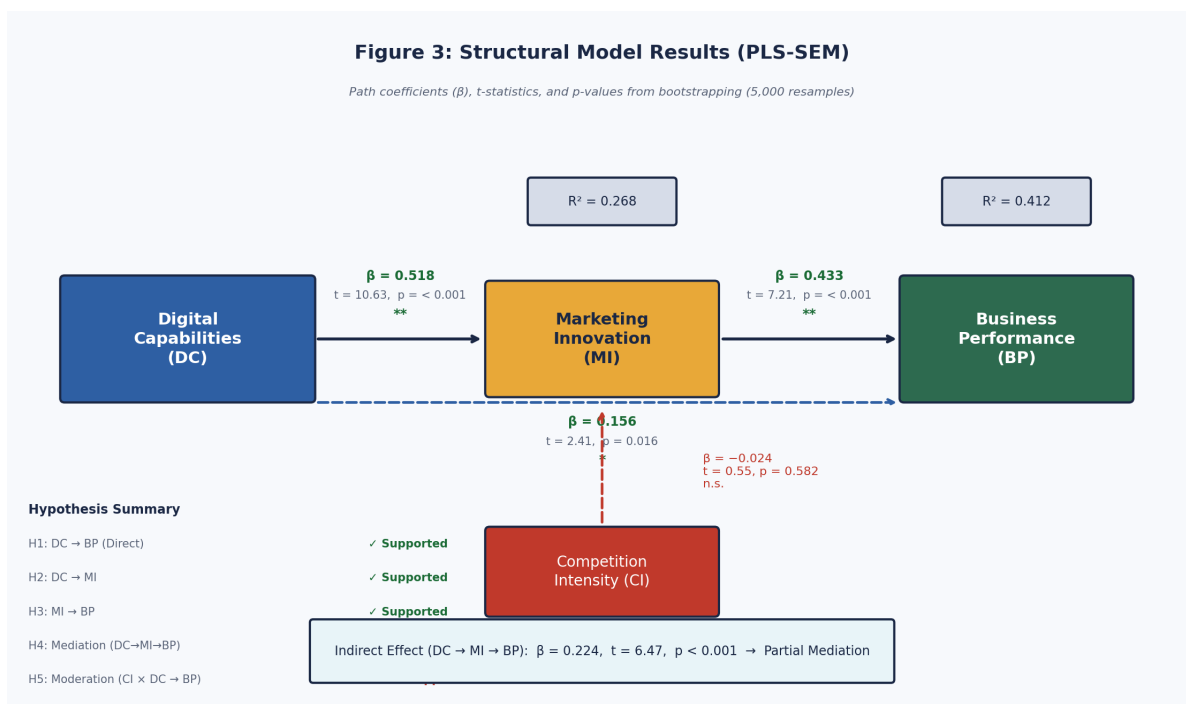 Figure 3: Structural Model Results (PLS-SEM)
Path coefficients (β), t-statistics, and p-values from bootstrapping (5,000 resamples)
R² = 0.268
R² = 0.412
Digital
Capabilities
(DC)
β = 0.518
t = 10.63,  p = < 0.001
**
Marketing
Innovation
(MI)
β = 0.433
t = 7.21,  p = < 0.001
**
Business
Performance
(BP)
β = 0.156
t = 2.41,  p = 0.016
*
β = −0.024
t = 0.55, p = 0.582
n.s.
Competition
Intensity (CI)
Hypothesis Summary
H1: DC → BP (Direct) ✓ Supported
H2: DC → MI ✓ Supported
H3: MI → BP ✓ Supported
H4: Mediation (DC→MI→BP)
H5: Moderation (CI × DC → BP)
Indirect Effect (DC → MI → BP):  β = 0.224,  t = 6.47,  p < 0.001  →  Partial Mediation